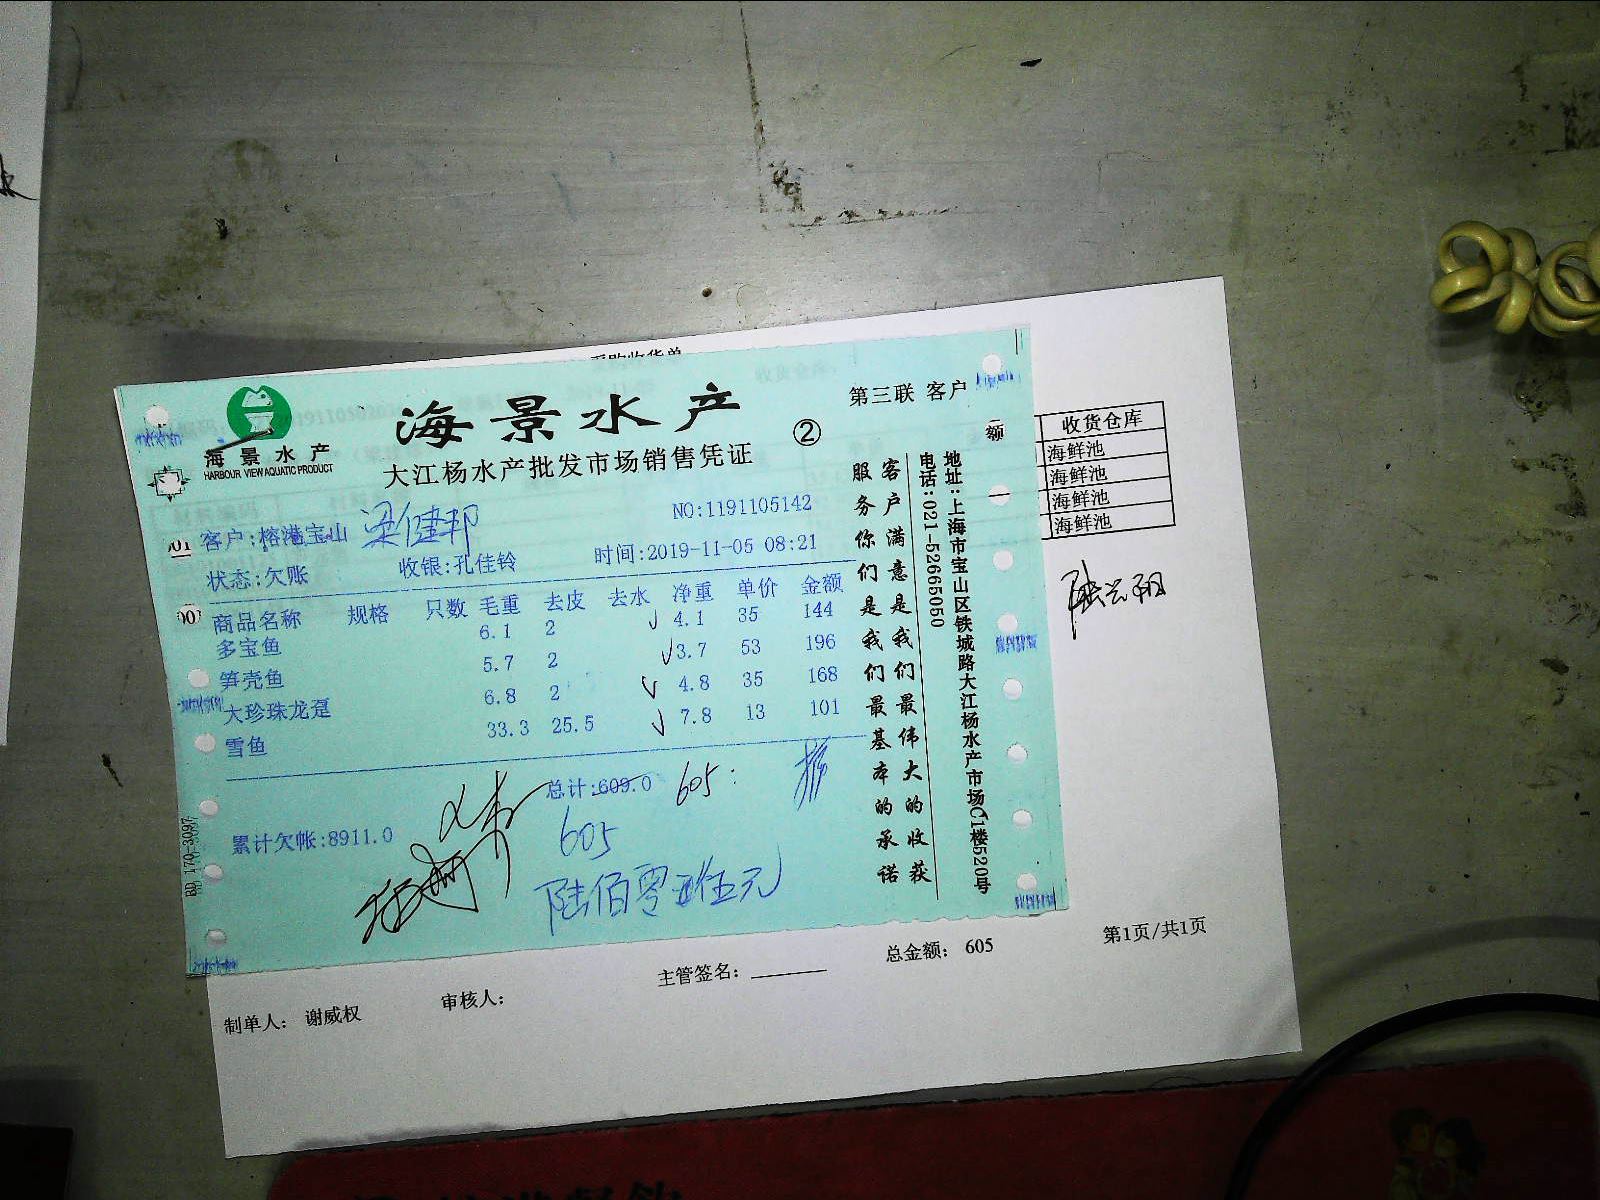 采购收货单
海景水产
HARBOUR VIEW AQUATIC PRODUCT
海景水产
大江杨水产批发市场销售凭证
②
第三联 客户
客户:榕港宝山 梁健邦
NO:1191105142
状态:欠账 收银:孔佳铃 时间:2019-11-05 08:21
商品名称 规格 只数 毛重 去皮 去水 净重 单价 金额
多宝鱼 6.1 2 4.1 35 144
笋壳鱼 5.7 2 3.7 53 196
大珍珠龙趸 6.8 2 4.8 35 168
雪鱼 33.3 25.5 7.8 13 101
总计:609.0 605
累计欠帐:8911.0
605
陆佰零伍元
客户满意是我们最伟大的收获
服务你们是我们最基本的承诺
地址:上海市宝山区铁城路大江杨水产市场C1楼520号
电话:021-52665050
BD 170-3097
额
收货仓库
海鲜池
海鲜池
海鲜池
海鲜池
制单人: 谢威权
审核人:
主管签名:
总金额: 605
第1页/共1页